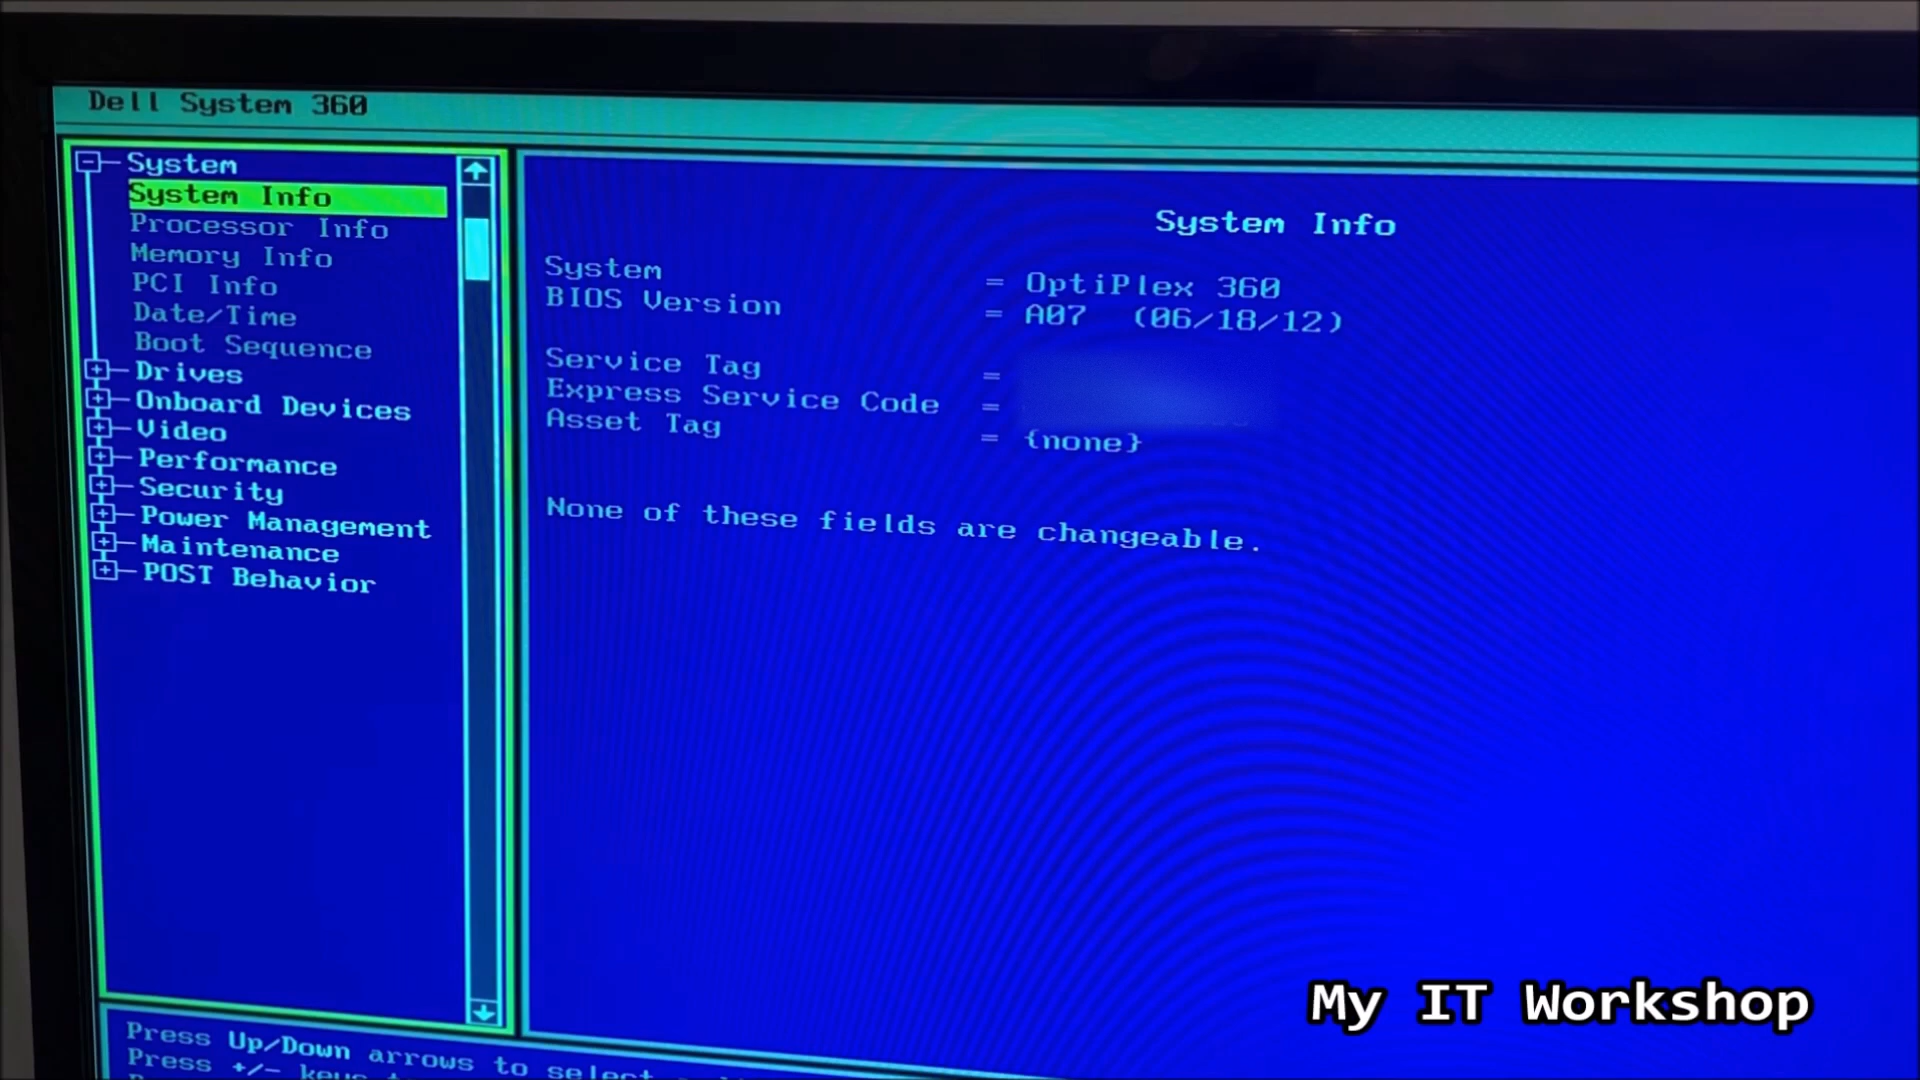 Dell System 360
System
System Info
Processor Info
Memory Info
PCI Info
Date/Time
Boot Sequence
Drives
Onboard Devices
Video
Performance
Security
Power Management
Maintenance
POST Behavior
System Info
System = OptiPlex 360
BIOS Version = A07 (06/18/12)
Service Tag =
Express Service Code =
Asset Tag = {none}
None of these fields are changeable.
Press Up/Down arrows to select
Press +/- keys
My IT Workshop